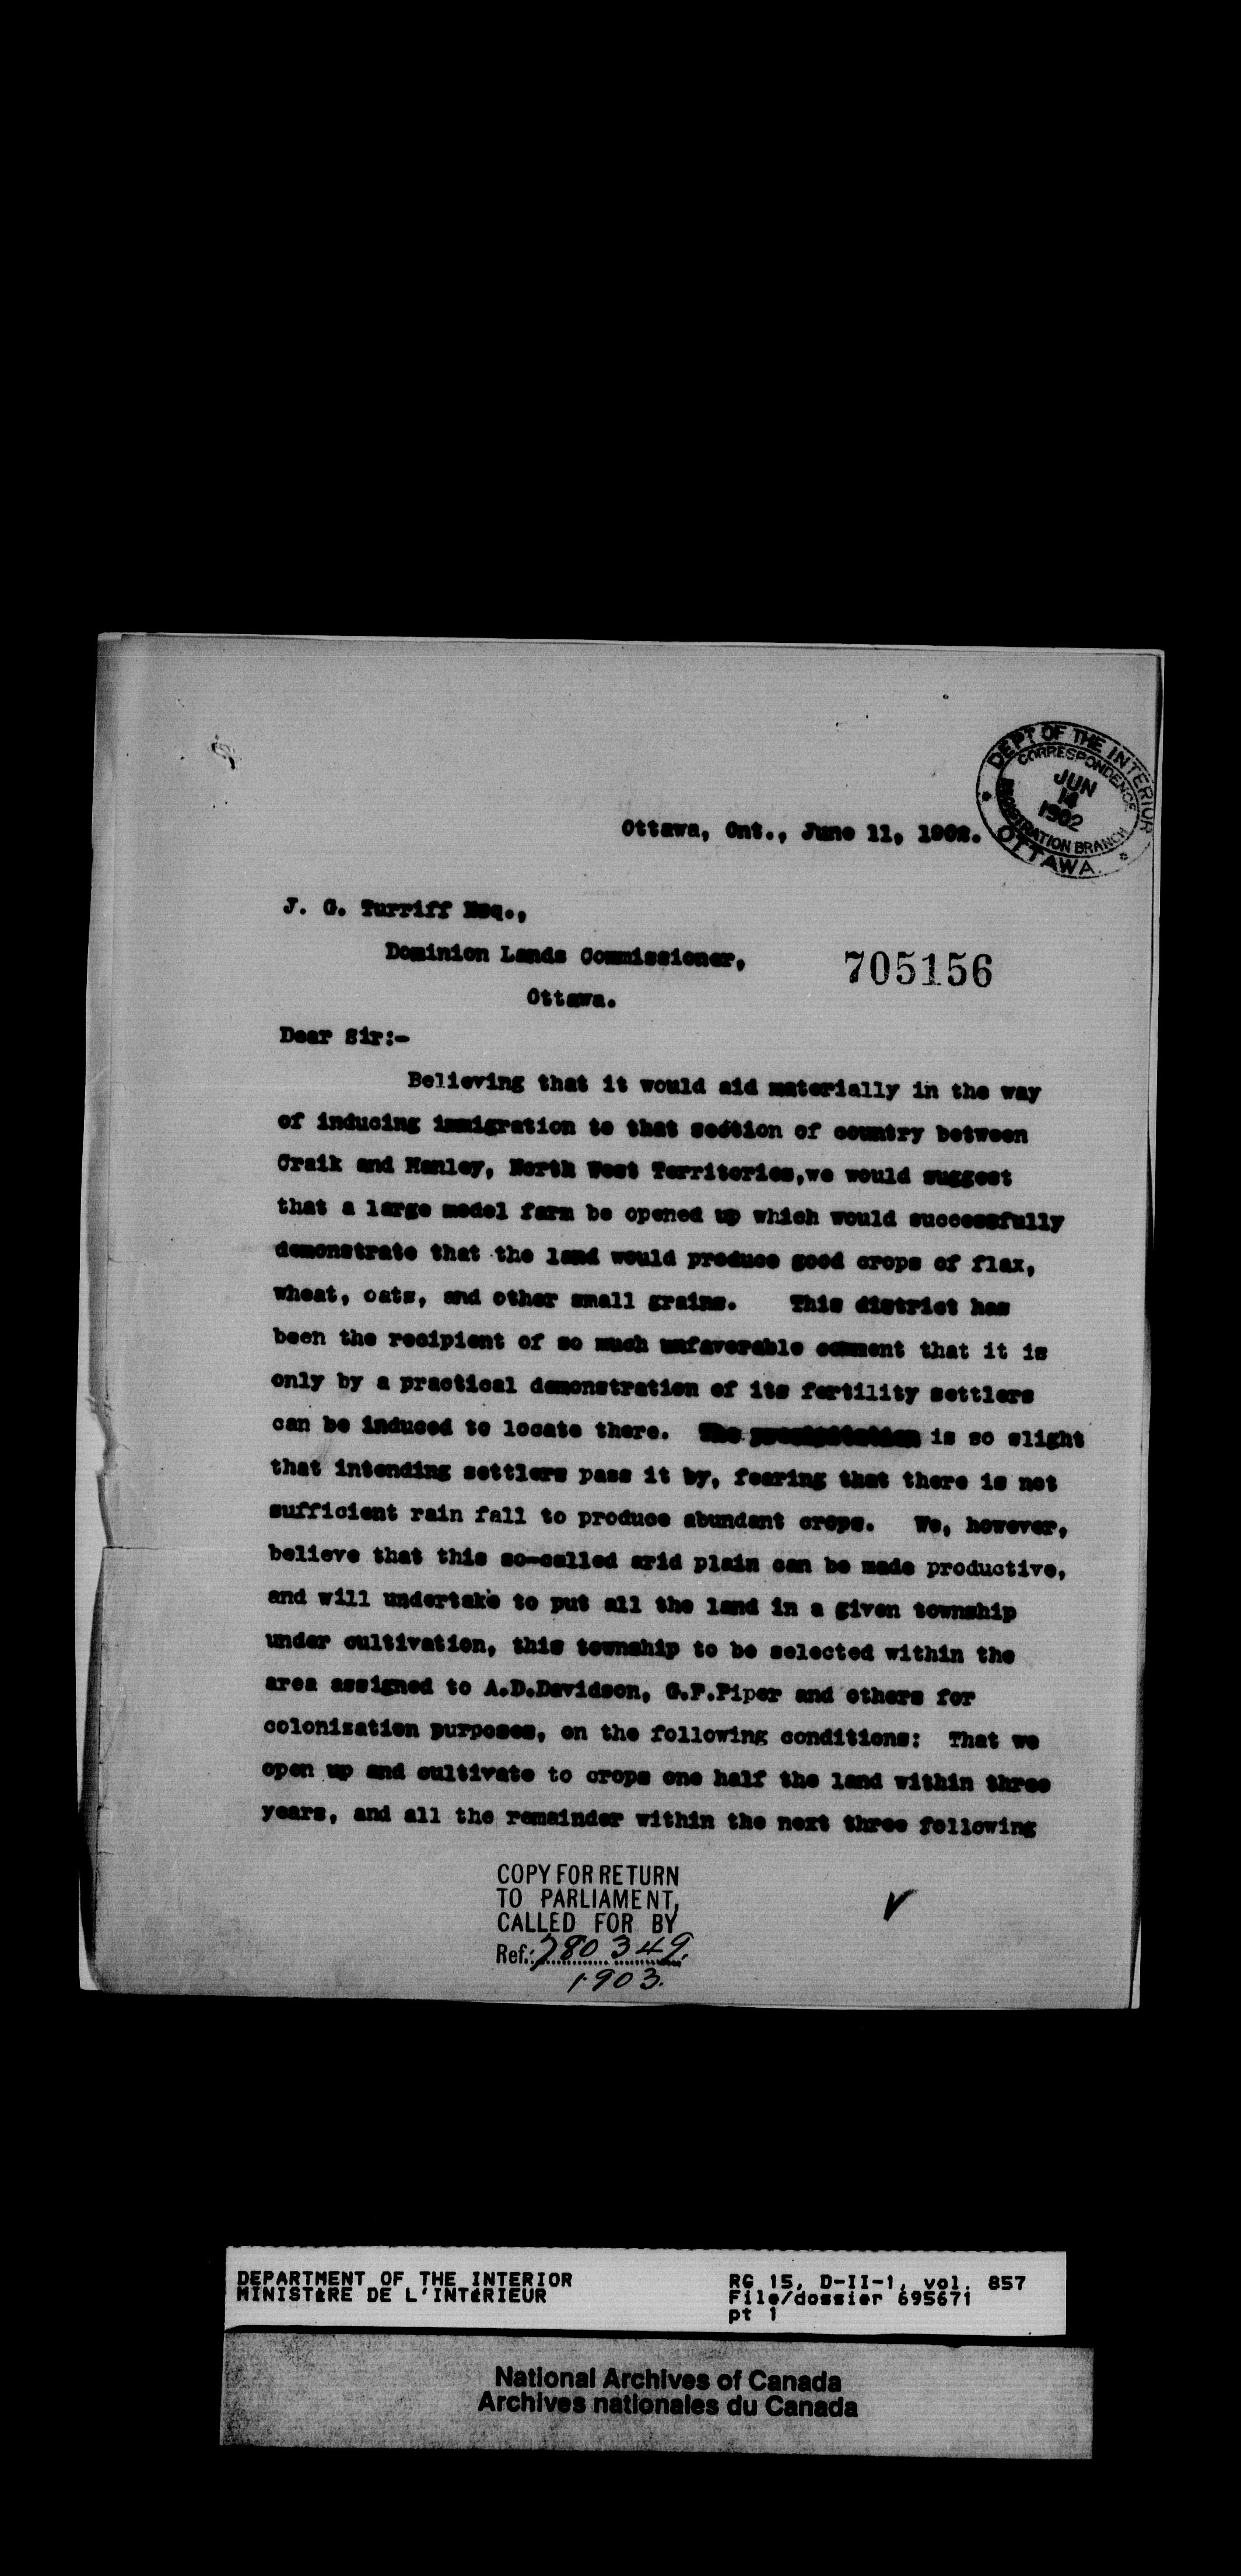 DEPT OF THE INTERIOR
CORRESPONDENCE
JUN
14
1902
REGISTRATION BRANCH
OTTAWA
Ottawa, Ont., June 11, 1902.
J. G. Turriff Esq.,
Dominion Lands Commissioner,
705156
Ottawa.
Dear Sir:-
Believing that it would aid materially in the way
of inducing immigration to that section of country between
Craik and Hanley, North West Territories,we would suggest
that a large model farm be opened up which would successfully
demonstrate that the land would produce good crops of flax,
wheat, oats, and other small grains. This district has
been the recipient of so much unfavorable comment that it is
only by a practical demonstration of its fertility settlers
can be induced to locate there. The precipitation is so slight
that intending settlers pass it by, fearing that there is not
sufficient rain fall to produce abundant crops. We, however,
believe that this so-called arid plain can be made productive,
and will undertake to put all the land in a given township
under cultivation, this township to be selected within the
area assigned to A.D.Davidson, G.F.Piper and others for
colonization purposes, on the following conditions: That we
open up and cultivate to crops one half the land within three
years, and all the remainder within the next three following
COPY FOR RETURN
TO PARLIAMENT,
CALLED FOR BY
Ref.: 780349.
1903.
DEPARTMENT OF THE INTERIOR
MINISTÈRE DE L'INTÉRIEUR
RG 15, D-II-1, vol. 857
File/dossier 695671
pt 1
National Archives of Canada
Archives nationales du Canada